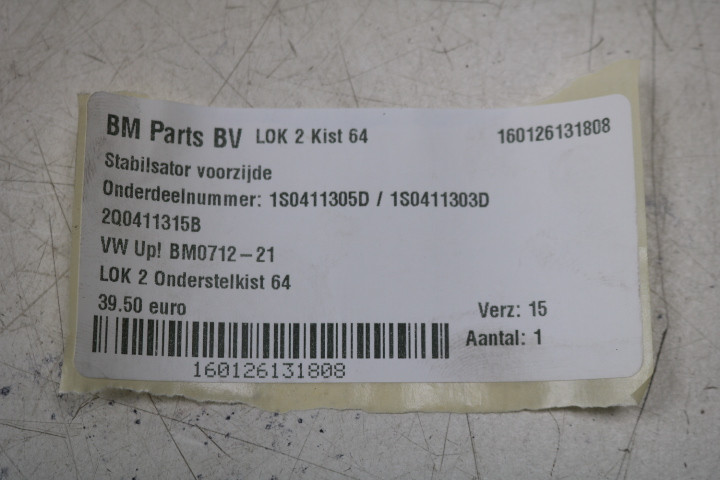 BM Parts BV LOK 2 Kist 64 160126131808
Stabilsator voorzijde
Onderdeelnummer: 1S0411305D / 1S0411303D
2Q0411315B
VW Up! BM0712-21
LOK 2 Onderstelkist 64
39.50 euro Verz: 15
Aantal: 1
160126131808